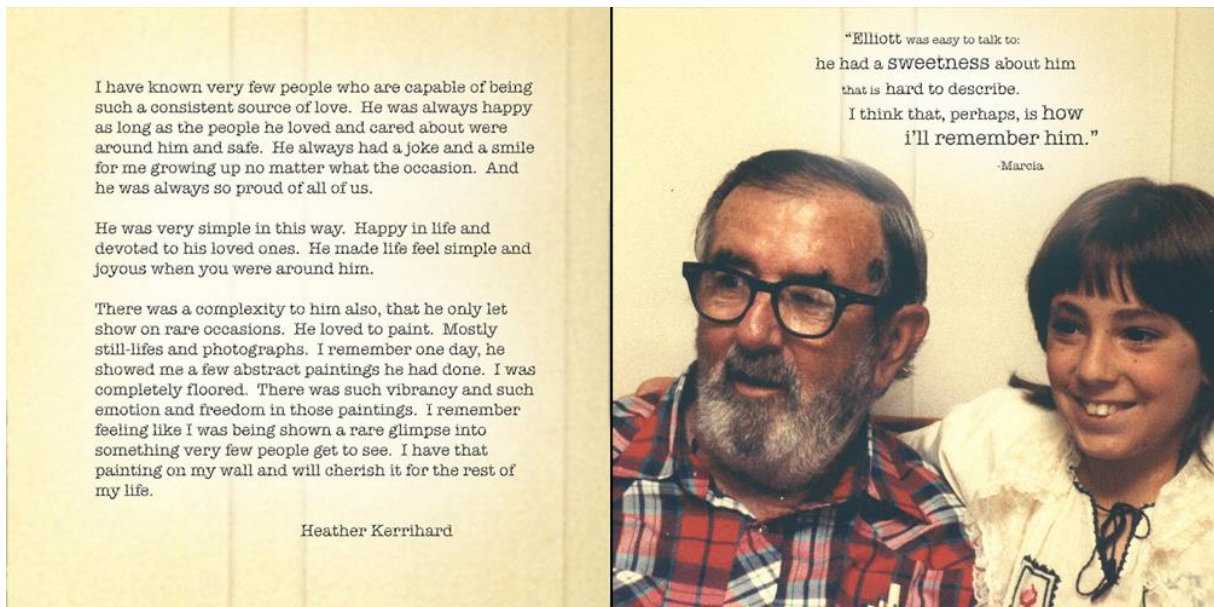 I have known very few people who are capable of being
such a consistent source of love.  He was always happy
as long as the people he loved and cared about were
around him and safe.  He always had a joke and a smile
for me growing up no matter what the occasion.  And
he was always so proud of all of us.
He was very simple in this way.  Happy in life and
devoted to his loved ones.  He made life feel simple and
joyous when you were around him.
There was a complexity to him also, that he only let
show on rare occasions.  He loved to paint.  Mostly
still-lifes and photographs.  I remember one day, he
showed me a few abstract paintings he had done.  I was
completely floored.  There was such vibrancy and such
emotion and freedom in those paintings.  I remember
feeling like I was being shown a rare glimpse into
something very few people get to see.  I have that
painting on my wall and will cherish it for the rest of
my life.
Heather Kerrihard
“Elliott was easy to talk to:
he had a sweetness about him
that is hard to describe.
I think that, perhaps, is how
i'll remember him.”
-Marcia